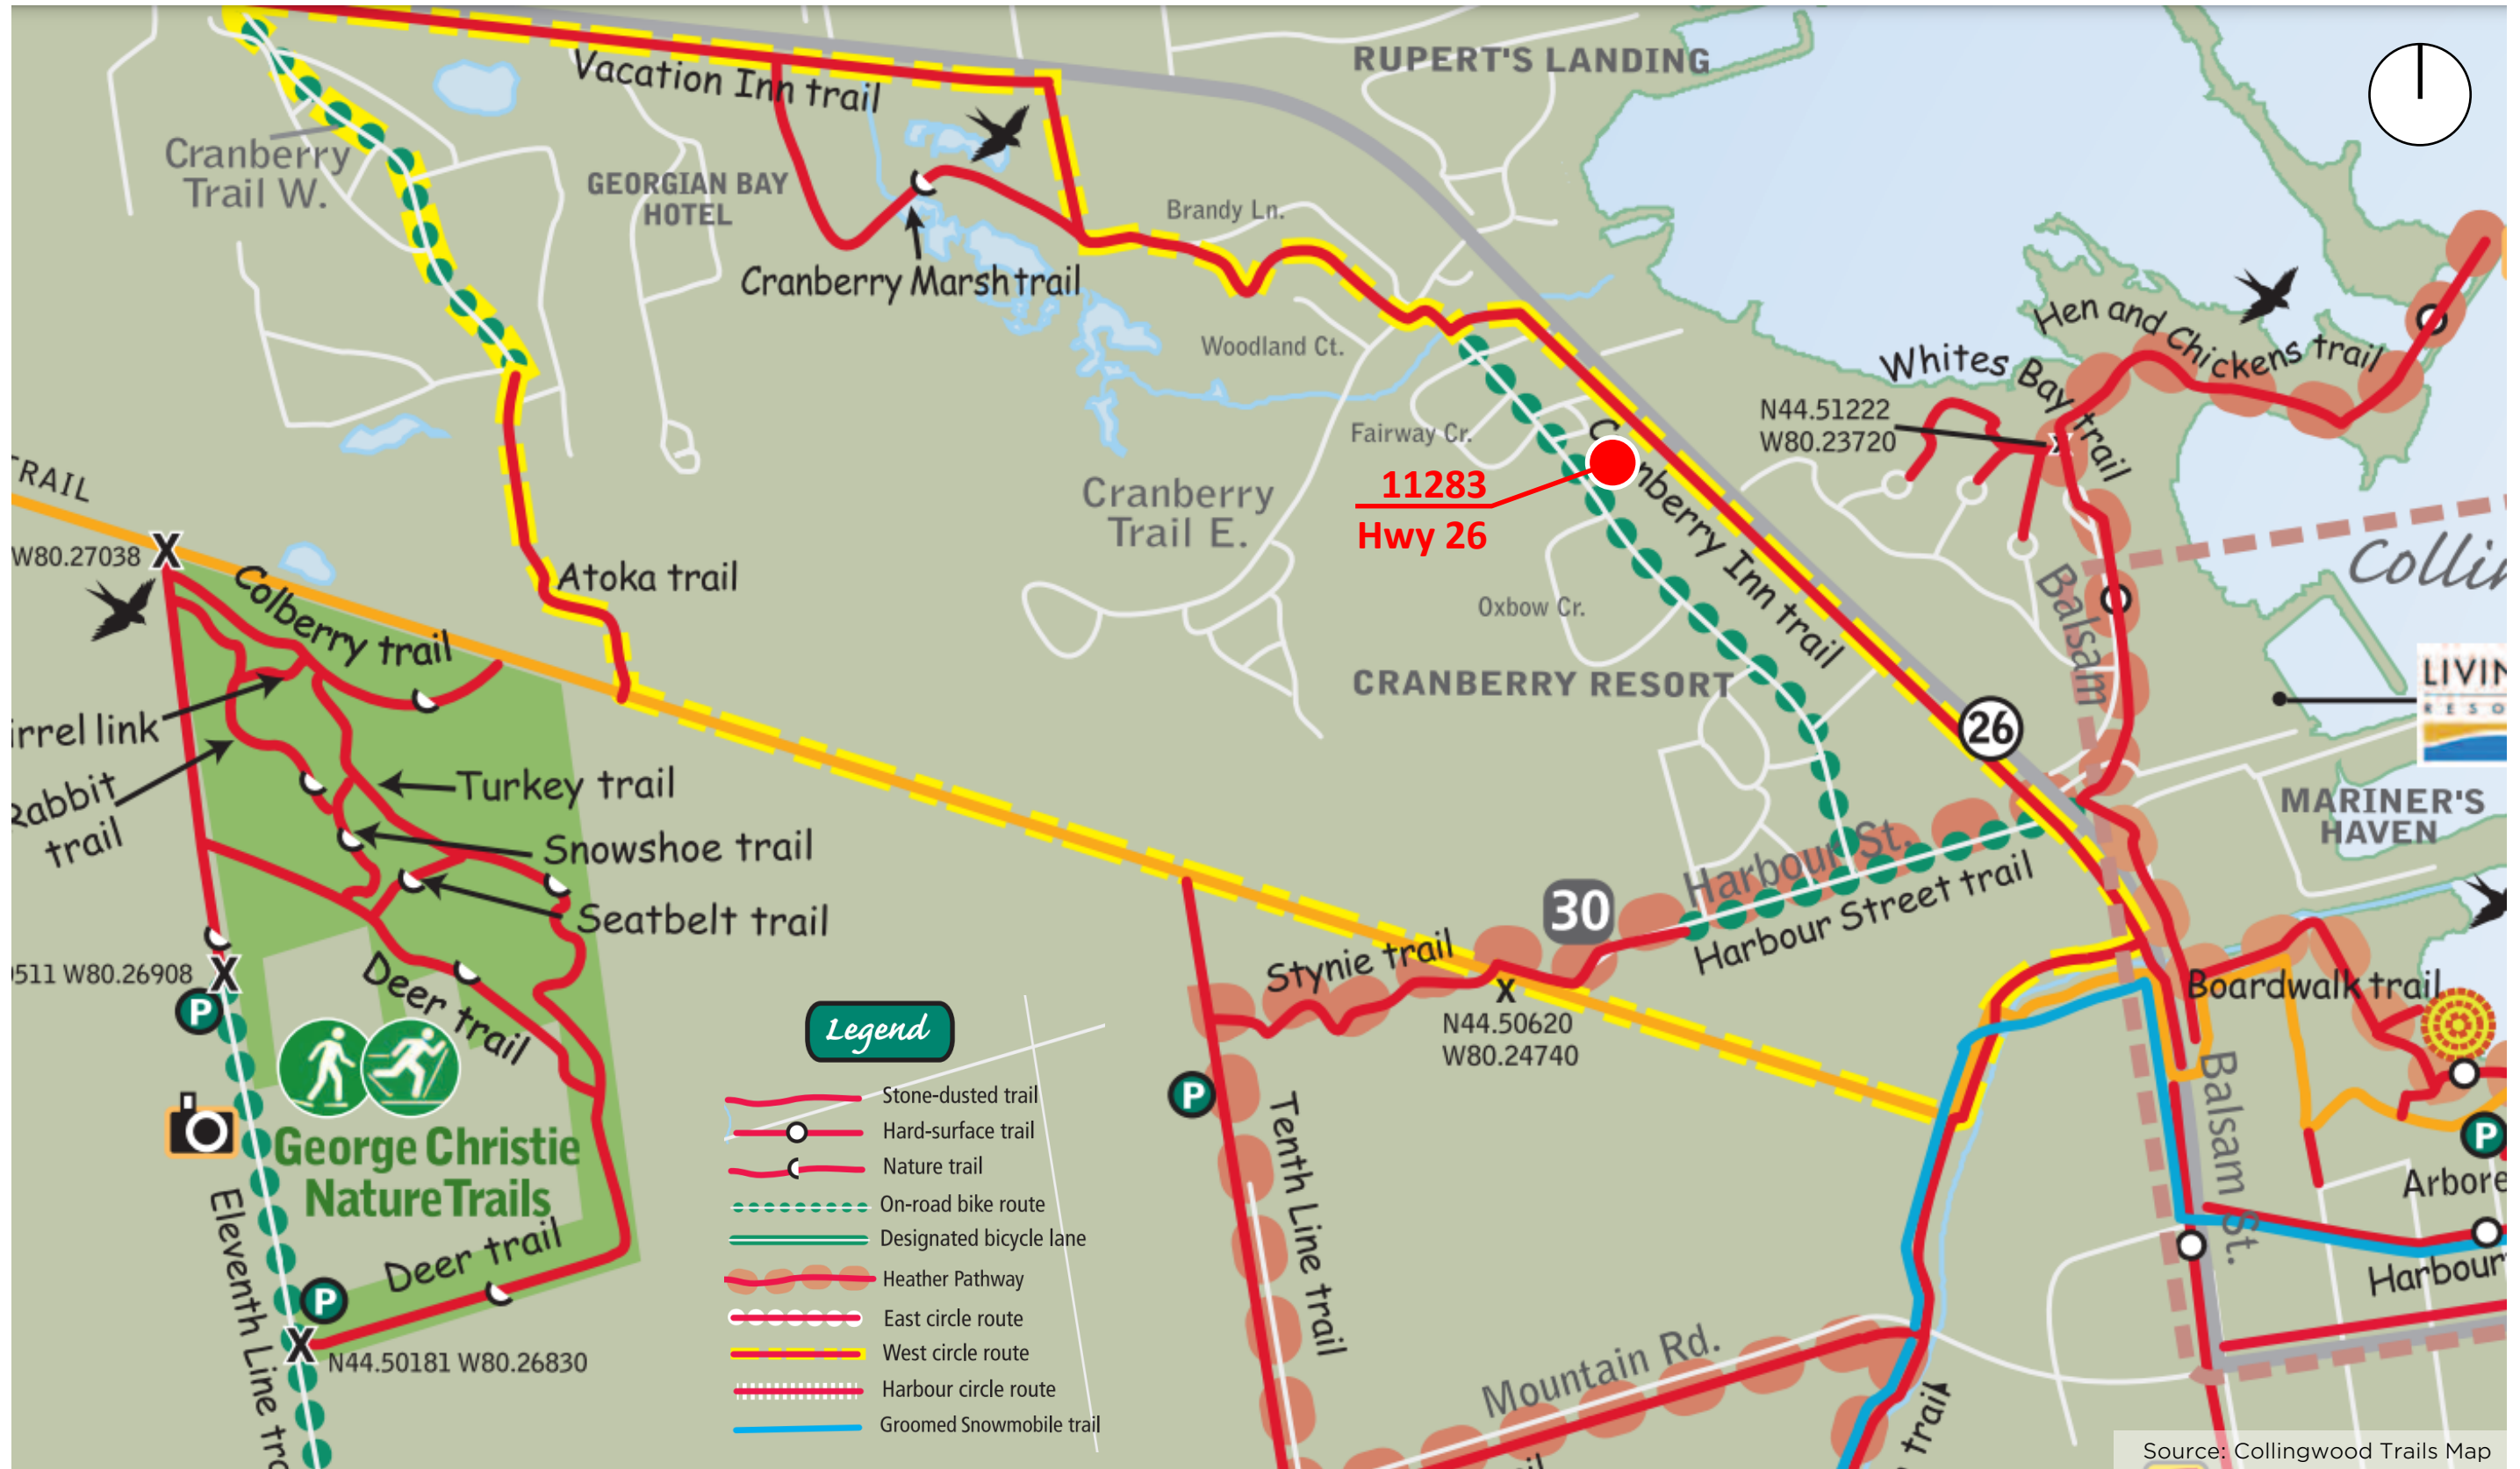 RUPERT'S LANDING
Vacation Inn trail
Cranberry
Trail W.
GEORGIAN BAY
HOTEL
Brandy Ln.
Cranberry Marsh trail
Hen and Chickens trail
Woodland Ct.
Whites Bay trail
N44.51222
W80.23720
Fairway Cr.
Cranberry Inn trail
11283
Hwy 26
Cranberry
Trail E.
TRAIL
W80.27038
Atoka trail
Colberry trail
Oxbow Cr.
Balsam
Collin
CRANBERRY RESORT
LIVIN
RESO
irrel link
26
Rabbit
trail
Turkey trail
MARINER'S
HAVEN
Snowshoe trail
Harbour St.
Harbour Street trail
Seatbelt trail
30
Stynie trail
Deer trail
511 W80.26908
P
Boardwalk trail
N44.50620
W80.24740
Legend
Stone-dusted trail
Hard-surface trail
Nature trail
On-road bike route
Designated bicycle lane
Heather Pathway
East circle route
West circle route
Harbour circle route
Groomed Snowmobile trail
P
Tenth Line trail
Balsam St.
P
Arbore
George Christie
Nature Trails
Eleventh Line tra
Deer trail
P
N44.50181 W80.26830
Harbour
Mountain Rd.
trail
Source: Collingwood Trails Map